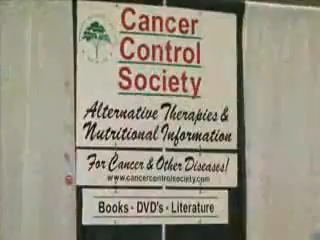 Cancer
Control
Society
Alternative Therapies &
Nutritional Information
For Cancer & Other Diseases!
www.cancercontrolsociety.com
Books • DVD's • Literature